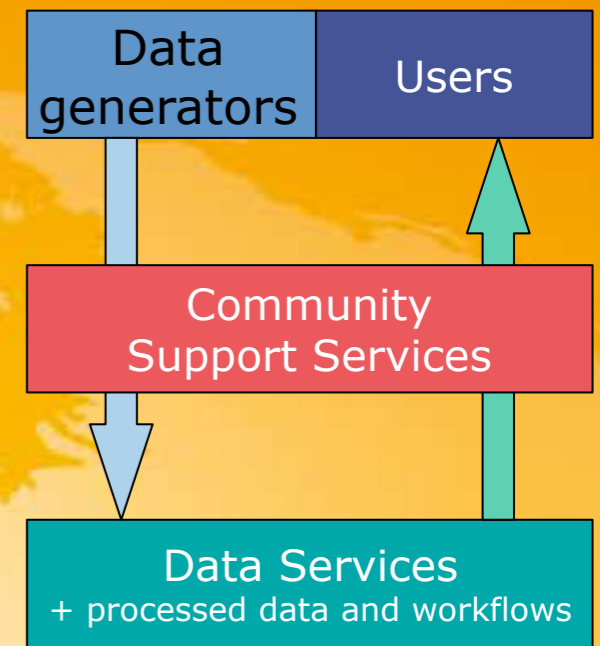 Data
generators
Users
Community
Support Services
Data Services
+ processed data and workflows